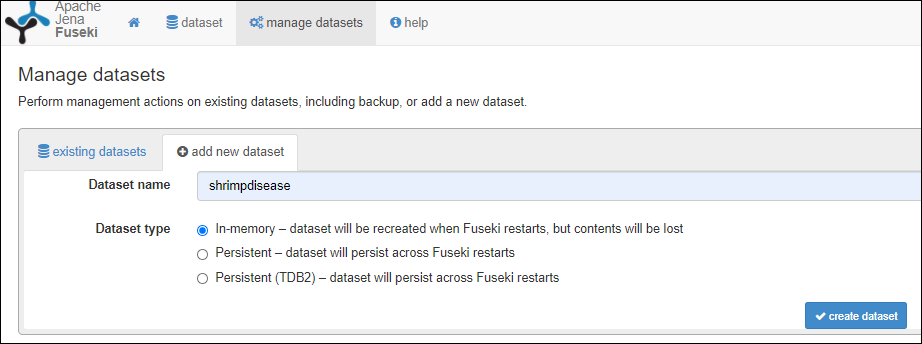 Apache
Jena
Fuseki
dataset
manage datasets
help
Manage datasets
Perform management actions on existing datasets, including backup, or add a new dataset.
existing datasets
add new dataset
Dataset name
shrimpdisease
Dataset type
In-memory – dataset will be recreated when Fuseki restarts, but contents will be lost
Persistent – dataset will persist across Fuseki restarts
Persistent (TDB2) – dataset will persist across Fuseki restarts
create dataset